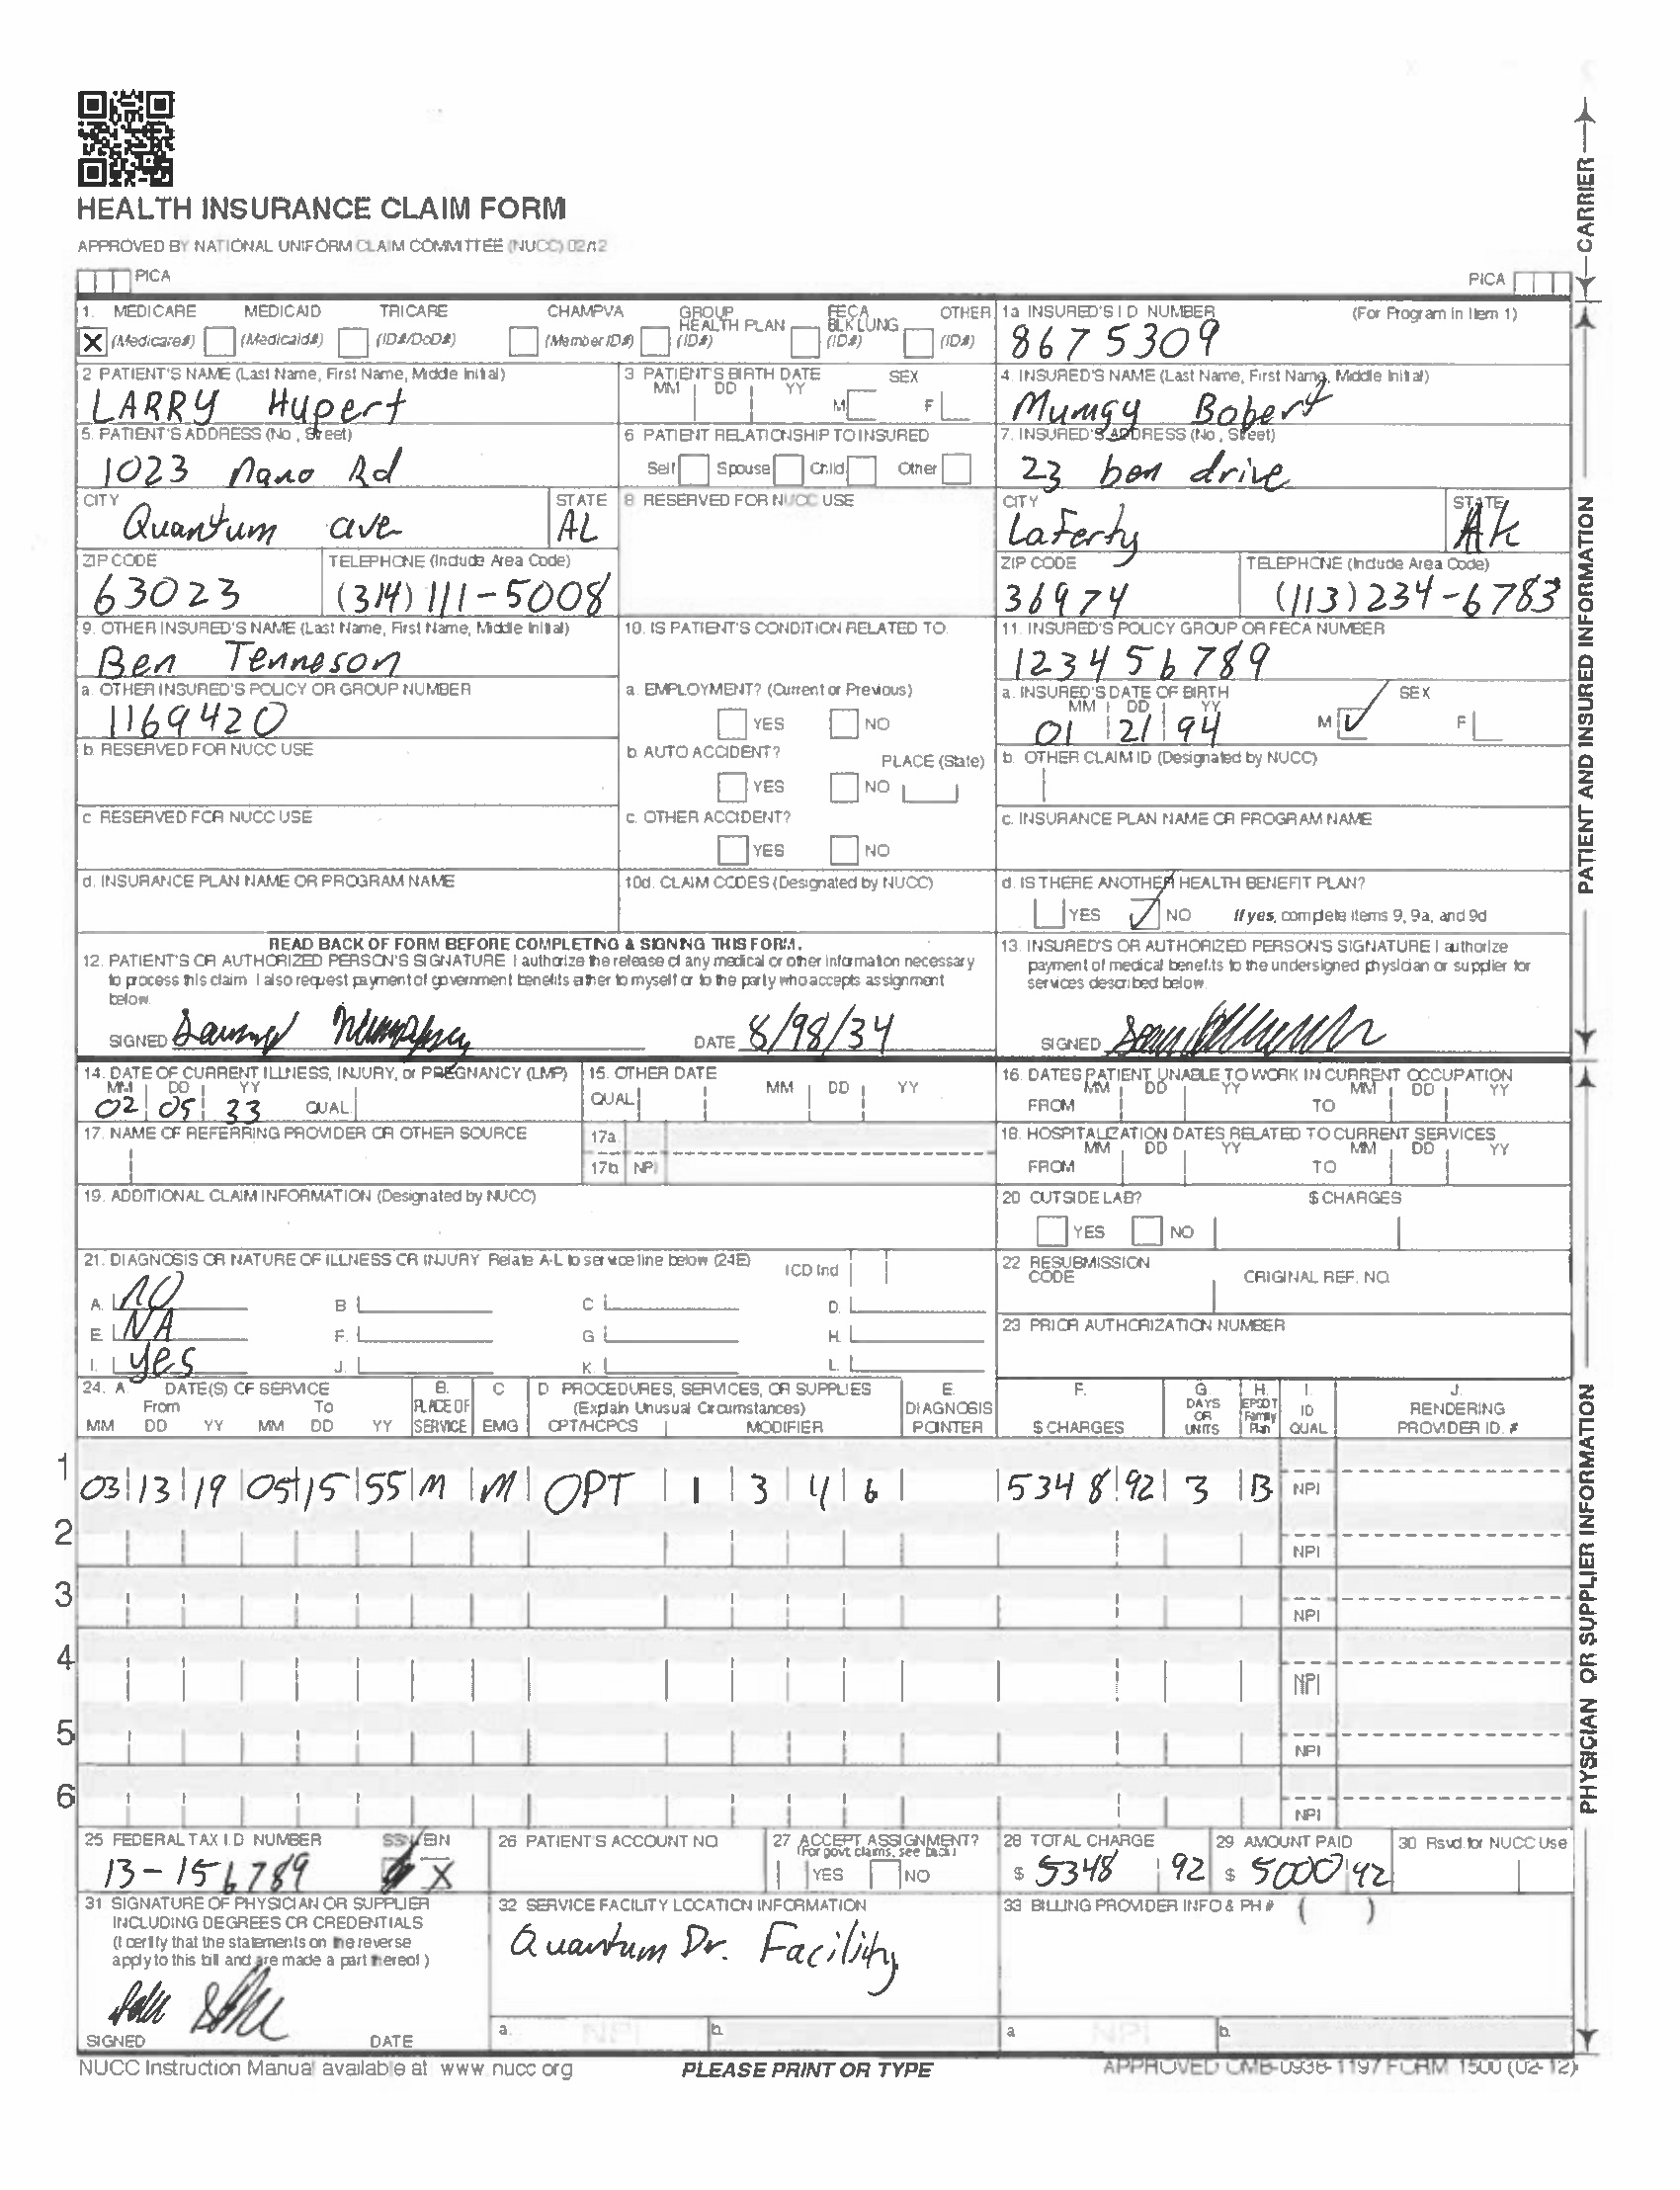 HEALTH INSURANCE CLAIM FORM
APPROVED BY NATIONAL UNIFORM CLAIM COMMITTEE (NUCC) 02/12
PICA
PICA
CARRIER
1. MEDICARE MEDICAID TRICARE CHAMPVA GROUP HEALTH PLAN FECA BLK LUNG OTHER
X (Medicare#) (Medicaid#) (ID#/DoD#) (Member ID#) (ID#) (ID#) (ID#)
1a INSURED'S I D NUMBER (For Program in Item 1)
8675309
2 PATIENT'S NAME (Last Name, First Name, Middle Initial)
LARRY Hupert
3 PATIENT'S BIRTH DATE SEX
MM DD YY M F
4. INSURED'S NAME (Last Name, First Name, Middle Initial)
Mumgy Bobert
5. PATIENT'S ADDRESS (No , Street)
1023 Nano Rd
6 PATIENT RELATIONSHIP TO INSURED
Self Spouse Child Other
7. INSURED'S ADDRESS (No , Street)
23 ben drive
CITY STATE
Quantum ave AL
8 RESERVED FOR NUCC USE
CITY STATE
Laferty AK
ZIP CODE TELEPHONE (Include Area Code)
63023 (314) 111-5008
ZIP CODE TELEPHONE (Include Area Code)
36974 (113) 234-6783
9. OTHER INSURED'S NAME (Last Name, First Name, Middle Initial)
Ben Tenneson
10. IS PATIENT'S CONDITION RELATED TO
11. INSURED'S POLICY GROUP OR FECA NUMBER
123456789
a. OTHER INSURED'S POLICY OR GROUP NUMBER
1169420
a. EMPLOYMENT? (Current or Previous)
YES NO
a. INSURED'S DATE OF BIRTH SEX
MM DD YY
01 21 94 M F
b. RESERVED FOR NUCC USE
b AUTO ACCIDENT? PLACE (State)
YES NO
b. OTHER CLAIM ID (Designated by NUCC)
c RESERVED FOR NUCC USE
c. OTHER ACCIDENT?
YES NO
c. INSURANCE PLAN NAME OR PROGRAM NAME
d. INSURANCE PLAN NAME OR PROGRAM NAME
10d. CLAIM CODES (Designated by NUCC)
d. IS THERE ANOTHER HEALTH BENEFIT PLAN?
YES NO If yes, complete items 9, 9a, and 9d
READ BACK OF FORM BEFORE COMPLETING & SIGNING THIS FORM.
12. PATIENT'S OR AUTHORIZED PERSON'S SIGNATURE I authorize the release of any medical or other information necessary
to process this claim I also request payment of government benefits either to myself or to the party who accepts assignment
below
SIGNED
DATE 8/98/34
13. INSURED'S OR AUTHORIZED PERSON'S SIGNATURE I authorize
payment of medical benefits to the undersigned physician or supplier for
services described below
SIGNED
PATIENT AND INSURED INFORMATION
14. DATE OF CURRENT ILLNESS, INJURY, or PREGNANCY (LMP)
MM DD YY
02 05 33 QUAL
15. OTHER DATE
QUAL MM DD YY
16. DATES PATIENT UNABLE TO WORK IN CURRENT OCCUPATION
MM DD YY MM DD YY
FROM TO
17. NAME OF REFERRING PROVIDER OR OTHER SOURCE
17a
17b NPI
18. HOSPITALIZATION DATES RELATED TO CURRENT SERVICES
MM DD YY MM DD YY
FROM TO
19. ADDITIONAL CLAIM INFORMATION (Designated by NUCC)
20 OUTSIDE LAB? $ CHARGES
YES NO
21. DIAGNOSIS OR NATURE OF ILLNESS OR INJURY Relate A-L to service line below (24E) ICD Ind
A. NO B C D.
E NA F. G H.
I. yes J. K. L.
22 RESUBMISSION
CODE ORIGINAL REF. NO.
23 PRIOR AUTHORIZATION NUMBER
24. A. DATE(S) OF SERVICE B. C D PROCEDURES, SERVICES, OR SUPPLIES E. F. G. H. I. J.
From To PLACE OF (Explain Unusual Circumstances) DIAGNOSIS DAYS OR EPSDT Family ID RENDERING
MM DD YY MM DD YY SERVICE EMG CPT/HCPCS MODIFIER POINTER $ CHARGES UNITS Plan QUAL PROVIDER ID. #
1
03 13 19 05 15 55 M M OPT 1 3 4 6 5348 92 3 B NPI
2 NPI
3 NPI
4 NPI
5 NPI
6 NPI
PHYSICIAN OR SUPPLIER INFORMATION
25 FEDERAL TAX I.D NUMBER SSN EIN
13-156789 X
26 PATIENT'S ACCOUNT NO
27 ACCEPT ASSIGNMENT?
(For govt. claims, see back)
YES NO
28 TOTAL CHARGE
$ 5348 92
29 AMOUNT PAID
$ 5000 92
30 Rsvd for NUCC Use
31 SIGNATURE OF PHYSICIAN OR SUPPLIER
INCLUDING DEGREES OR CREDENTIALS
(I certify that the statements on the reverse
apply to this bill and are made a part thereof )
SIGNED DATE
32 SERVICE FACILITY LOCATION INFORMATION
Quantum Dr. Facility
a. NPI b.
33 BILLING PROVIDER INFO & PH # ( )
a NPI b.
NUCC Instruction Manual available at www nucc org
PLEASE PRINT OR TYPE
APPROVED OMB-0938-1197 FORM 1500 (02-12)